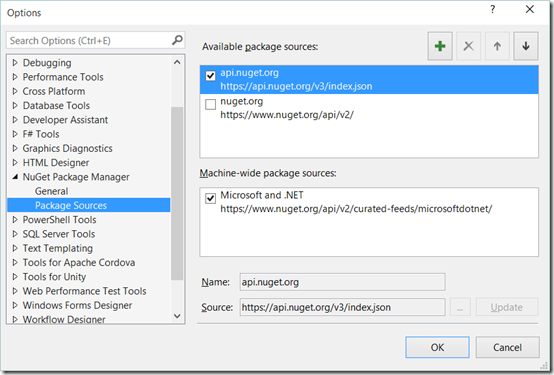 Options
?
Search Options (Ctrl+E)
Debugging
Performance Tools
Cross Platform
Database Tools
Developer Assistant
F# Tools
Graphics Diagnostics
HTML Designer
NuGet Package Manager
General
Package Sources
PowerShell Tools
SQL Server Tools
Text Templating
Tools for Apache Cordova
Tools for Unity
Web Performance Test Tools
Windows Forms Designer
Workflow Designer
Available package sources:
api.nuget.org
https://api.nuget.org/v3/index.json
nuget.org
https://www.nuget.org/api/v2/
Machine-wide package sources:
Microsoft and .NET
https://www.nuget.org/api/v2/curated-feeds/microsoftdotnet/
Name: api.nuget.org
Source: https://api.nuget.org/v3/index.json ... Update
OK Cancel